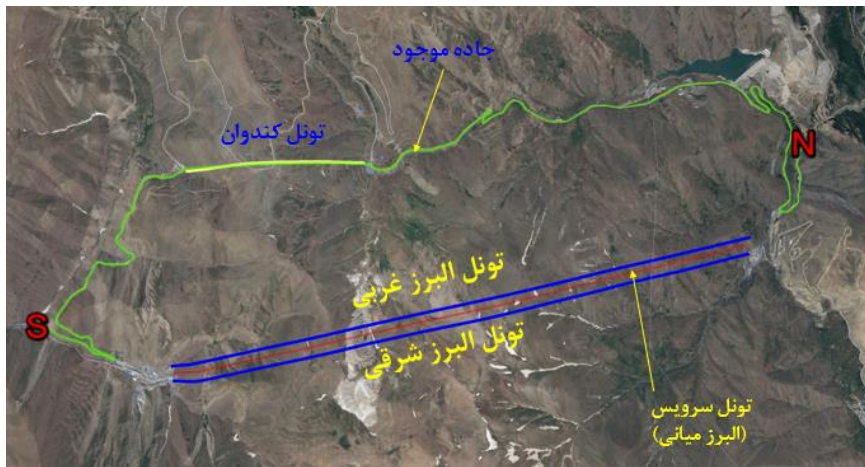 جاده موجود
تونل کندوان
N
تونل البرز غربی
S
تونل البرز شرقی
تونل سرویس
(البرز میانی)